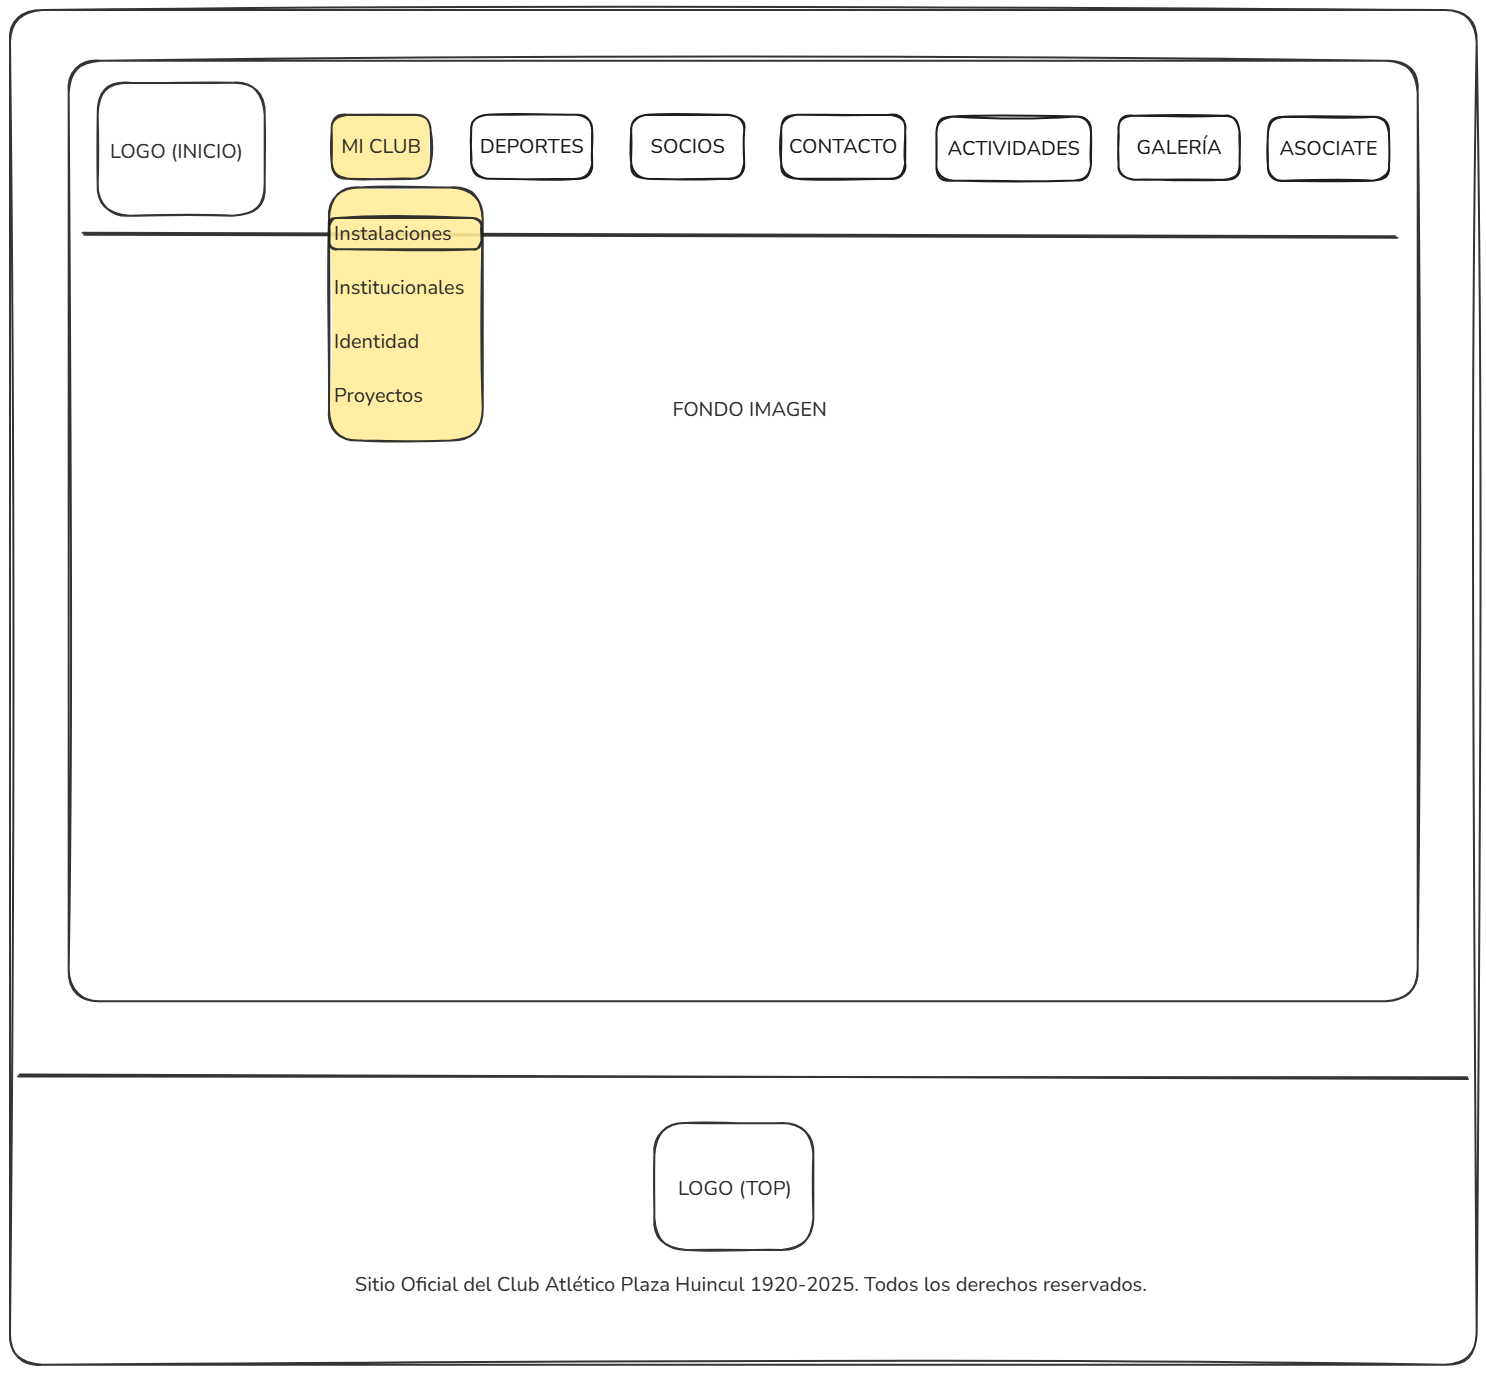 LOGO (INICIO)
MI CLUB
DEPORTES
SOCIOS
CONTACTO
ACTIVIDADES
GALERÍA
ASOCIATE
Instalaciones
Institucionales
Identidad
Proyectos
FONDO IMAGEN
LOGO (TOP)
Sitio Oficial del Club Atlético Plaza Huincul 1920-2025. Todos los derechos reservados.